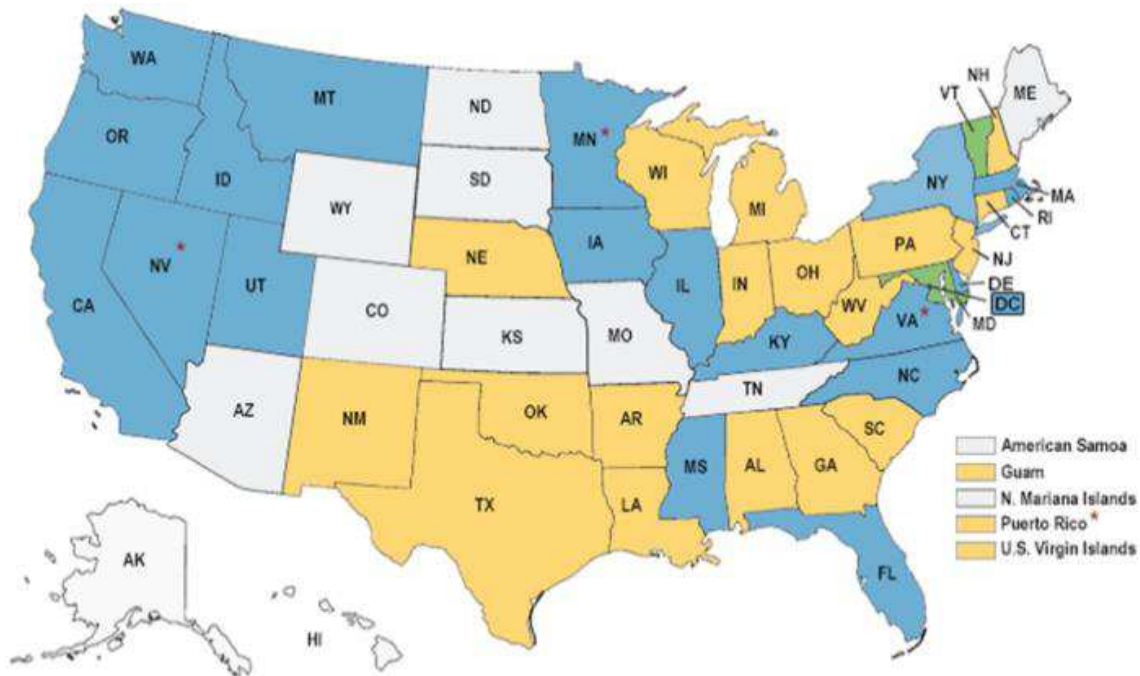 WA
MT
ND
MN*
OR
ID
SD
WY
WI
MI
VT
NH
ME
NY
MA
RI
CT
NV*
UT
CA
NE
IA
IL
IN
OH
PA
NJ
DE
DC
MD
WV
VA*
CO
KS
MO
KY
NC
TN
AZ
NM
OK
AR
SC
MS
AL
GA
TX
LA
FL
AK
HI
American Samoa
Guam
N. Mariana Islands
Puerto Rico*
U.S. Virgin Islands